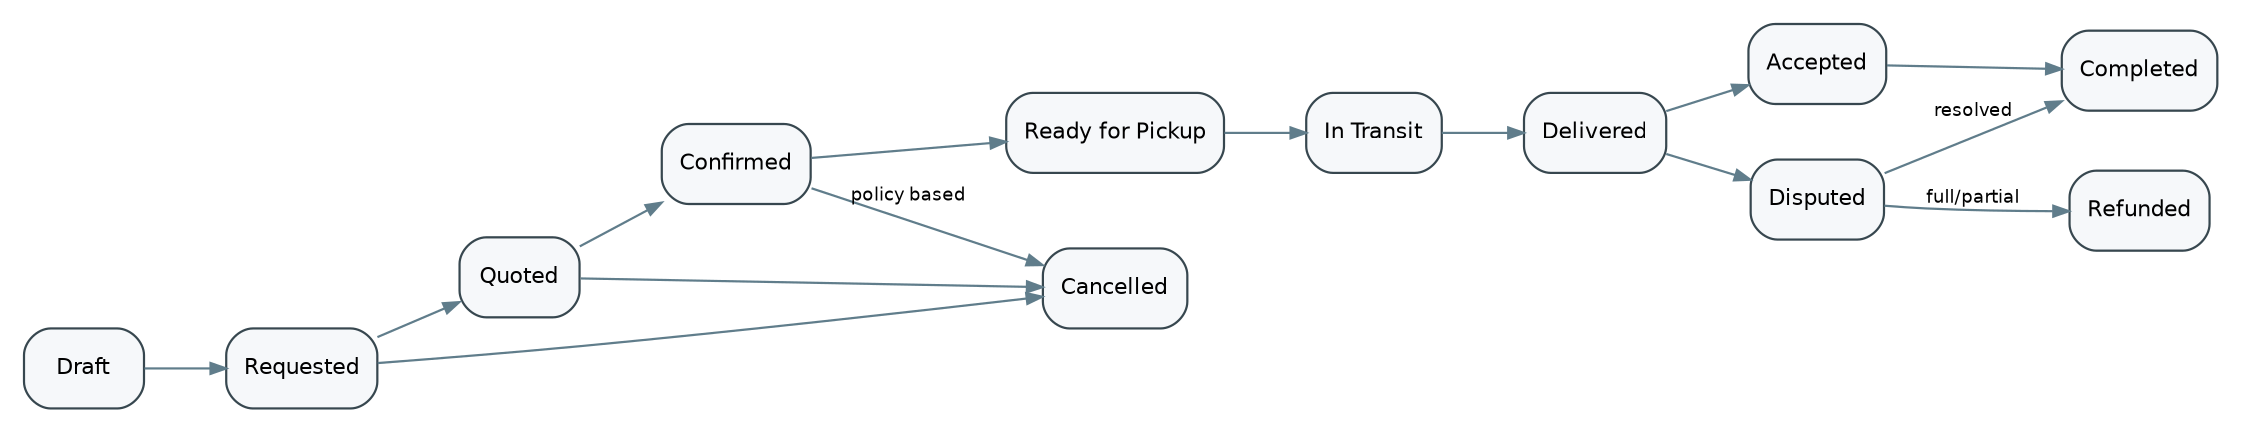 Draft
Requested
Quoted
Confirmed
policy based
Cancelled
Ready for Pickup
In Transit
Delivered
Accepted
Disputed
resolved
full/partial
Completed
Refunded